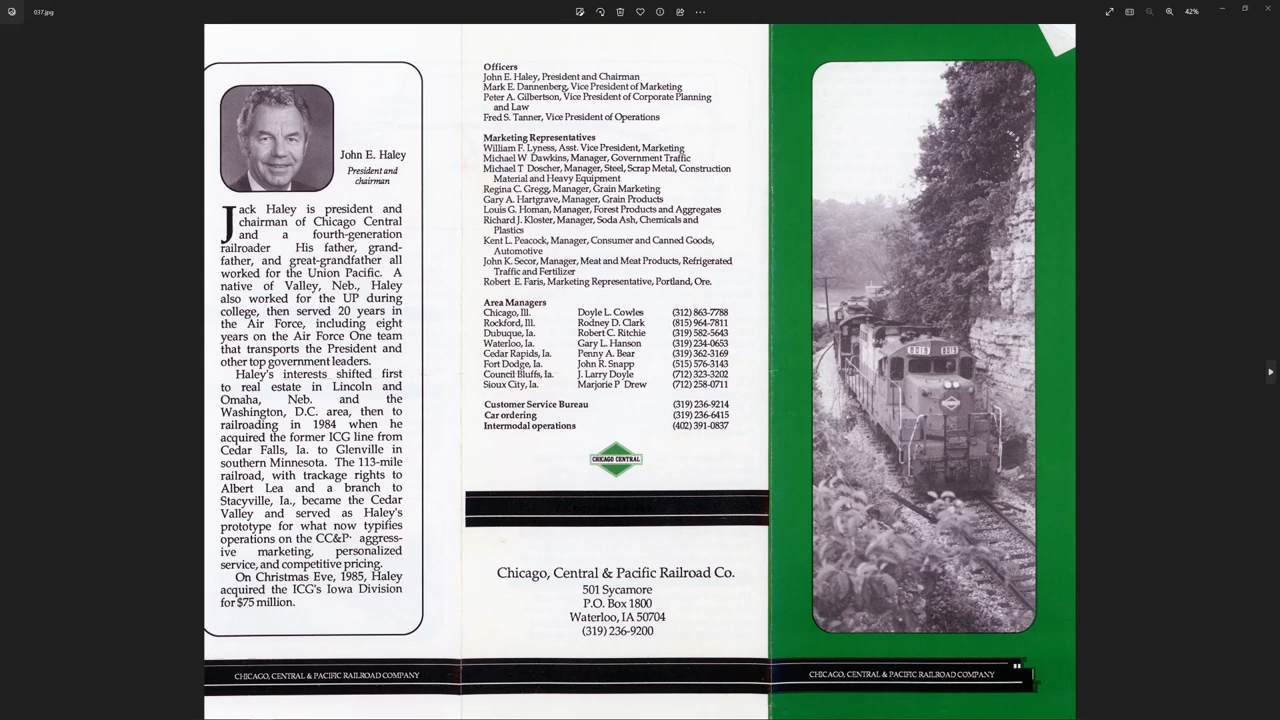 037.jpg
42%
John E. Haley
President and
chairman
Jack Haley is president and
chairman of Chicago Central
and a fourth-generation
railroader His father, grand-
father, and great-grandfather all
worked for the Union Pacific. A
native of Valley, Neb., Haley
also worked for the UP during
college, then served 20 years in
the Air Force, including eight
years on the Air Force One team
that transports the President and
other top government leaders.
Haley's interests shifted first
to real estate in Lincoln and
Omaha, Neb. and the
Washington, D.C. area, then to
railroading in 1984 when he
acquired the former ICG line from
Cedar Falls, Ia. to Glenville in
southern Minnesota. The 113-mile
railroad, with trackage rights to
Albert Lea and a branch to
Stacyville, Ia., became the Cedar
Valley and served as Haley's
prototype for what now typifies
operations on the CC&P· aggress-
ive marketing, personalized
service, and competitive pricing.
On Christmas Eve, 1985, Haley
acquired the ICG's Iowa Division
for $75 million.
CHICAGO, CENTRAL & PACIFIC RAILROAD COMPANY
Officers
John E. Haley, President and Chairman
Mark E. Dannenberg, Vice President of Marketing
Peter A. Gilbertson, Vice President of Corporate Planning
and Law
Fred S. Tanner, Vice President of Operations
Marketing Representatives
William F. Lyness, Asst. Vice President, Marketing
Michael W Dawkins, Manager, Government Traffic
Michael T Doscher, Manager, Steel, Scrap Metal, Construction
Material and Heavy Equipment
Regina C. Gregg, Manager, Grain Marketing
Gary A. Hartgrave, Manager, Grain Products
Louis G. Homan, Manager, Forest Products and Aggregates
Richard J. Kloster, Manager, Soda Ash, Chemicals and
Plastics
Kent L. Peacock, Manager, Consumer and Canned Goods,
Automotive
John K. Secor, Manager, Meat and Meat Products, Refrigerated
Traffic and Fertilizer
Robert E. Faris, Marketing Representative, Portland, Ore.
Area Managers
Chicago, Ill. Doyle L. Cowles (312) 863-7788
Rockford, Ill. Rodney D. Clark (815) 964-7811
Dubuque, Ia. Robert C. Ritchie (319) 582-5643
Waterloo, Ia. Gary L. Hanson (319) 234-0653
Cedar Rapids, Ia. Penny A. Bear (319) 362-3169
Fort Dodge, Ia. John R. Snapp (515) 576-3143
Council Bluffs, Ia. J. Larry Doyle (712) 323-3202
Sioux City, Ia. Marjorie P Drew (712) 258-0711
Customer Service Bureau (319) 236-9214
Car ordering (319) 236-6415
Intermodal operations (402) 391-0837
CHICAGO CENTRAL
Chicago, Central & Pacific Railroad Co.
501 Sycamore
P.O. Box 1800
Waterloo, IA 50704
(319) 236-9200
8019 8019
CHICAGO, CENTRAL & PACIFIC RAILROAD COMPANY